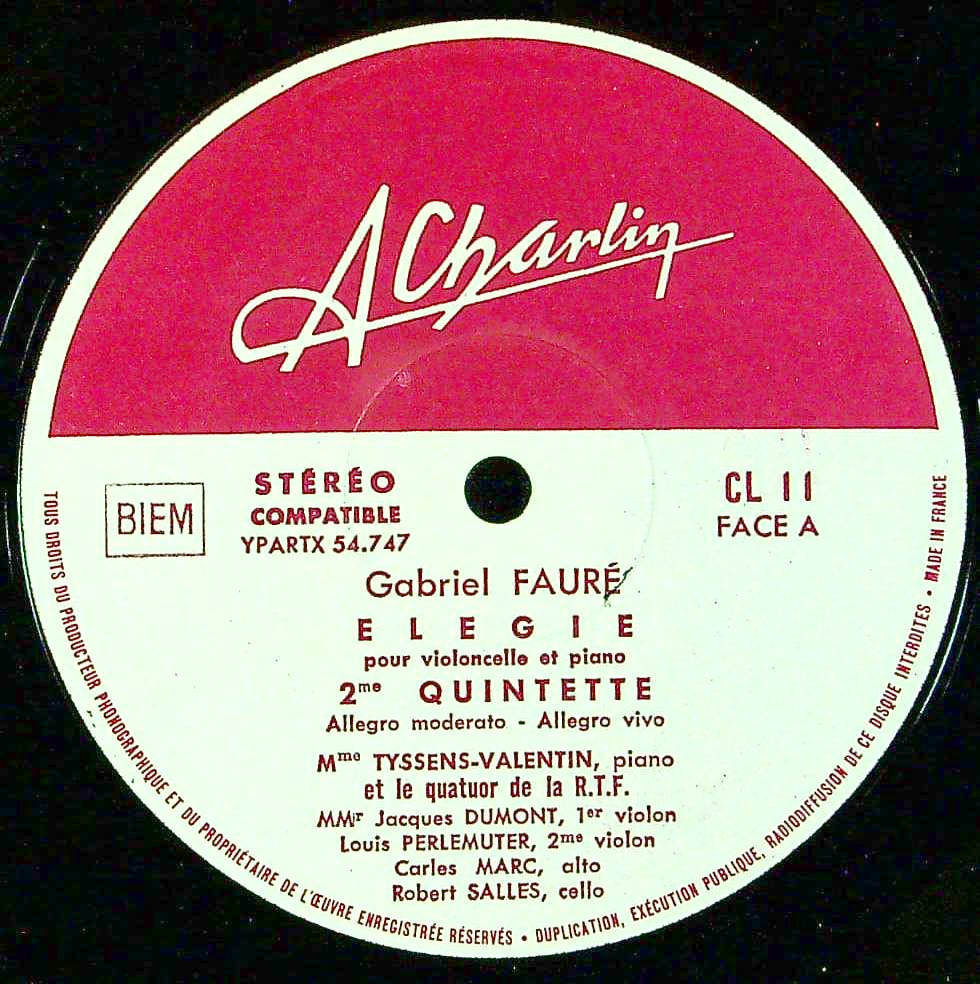 A Charlin
BIEM
STÉRÉO
COMPATIBLE
YPARTX 54.747
CL 11
FACE A
Gabriel FAURÉ
ELEGIE
pour violoncelle et piano
2me QUINTETTE
Allegro moderato - Allegro vivo
Mme TYSSENS-VALENTIN, piano
et le quatuor de la R.T.F.
MMr Jacques DUMONT, 1er violon
Louis PERLEMUTER, 2me violon
Carles MARC, alto
Robert SALLES, cello
TOUS DROITS DU PRODUCTEUR PHONOGRAPHIQUE ET DU PROPRIÉTAIRE DE L'ŒUVRE ENREGISTRÉE RÉSERVÉS • DUPLICATION, EXÉCUTION PUBLIQUE, RADIODIFFUSION DE CE DISQUE INTERDITES • MADE IN FRANCE